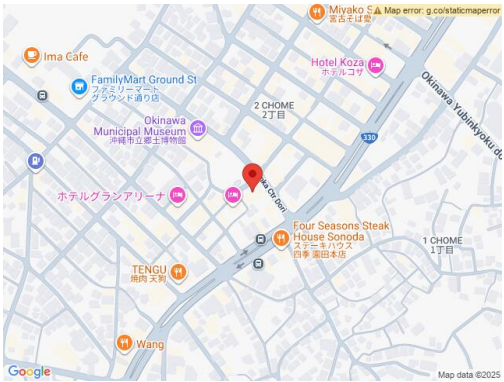 Miyako S
宮古そば愛
Map error: g.co/staticmaperror
Ima Cafe
Hotel Koza
ホテルコザ
FamilyMart Ground St
ファミリーマート
グラウンド通り店
2 CHOME
2丁目
Okinawa Yubinkyoku do
Okinawa
Municipal Museum
沖縄市立郷土博物館
330
ホテルグランアリーナ
Ctr Dori
Four Seasons Steak
House Sonoda
ステーキハウス
四季 園田本店
1 CHOME
1丁目
TENGU
焼肉 天狗
Wang
Google
Map data ©2025